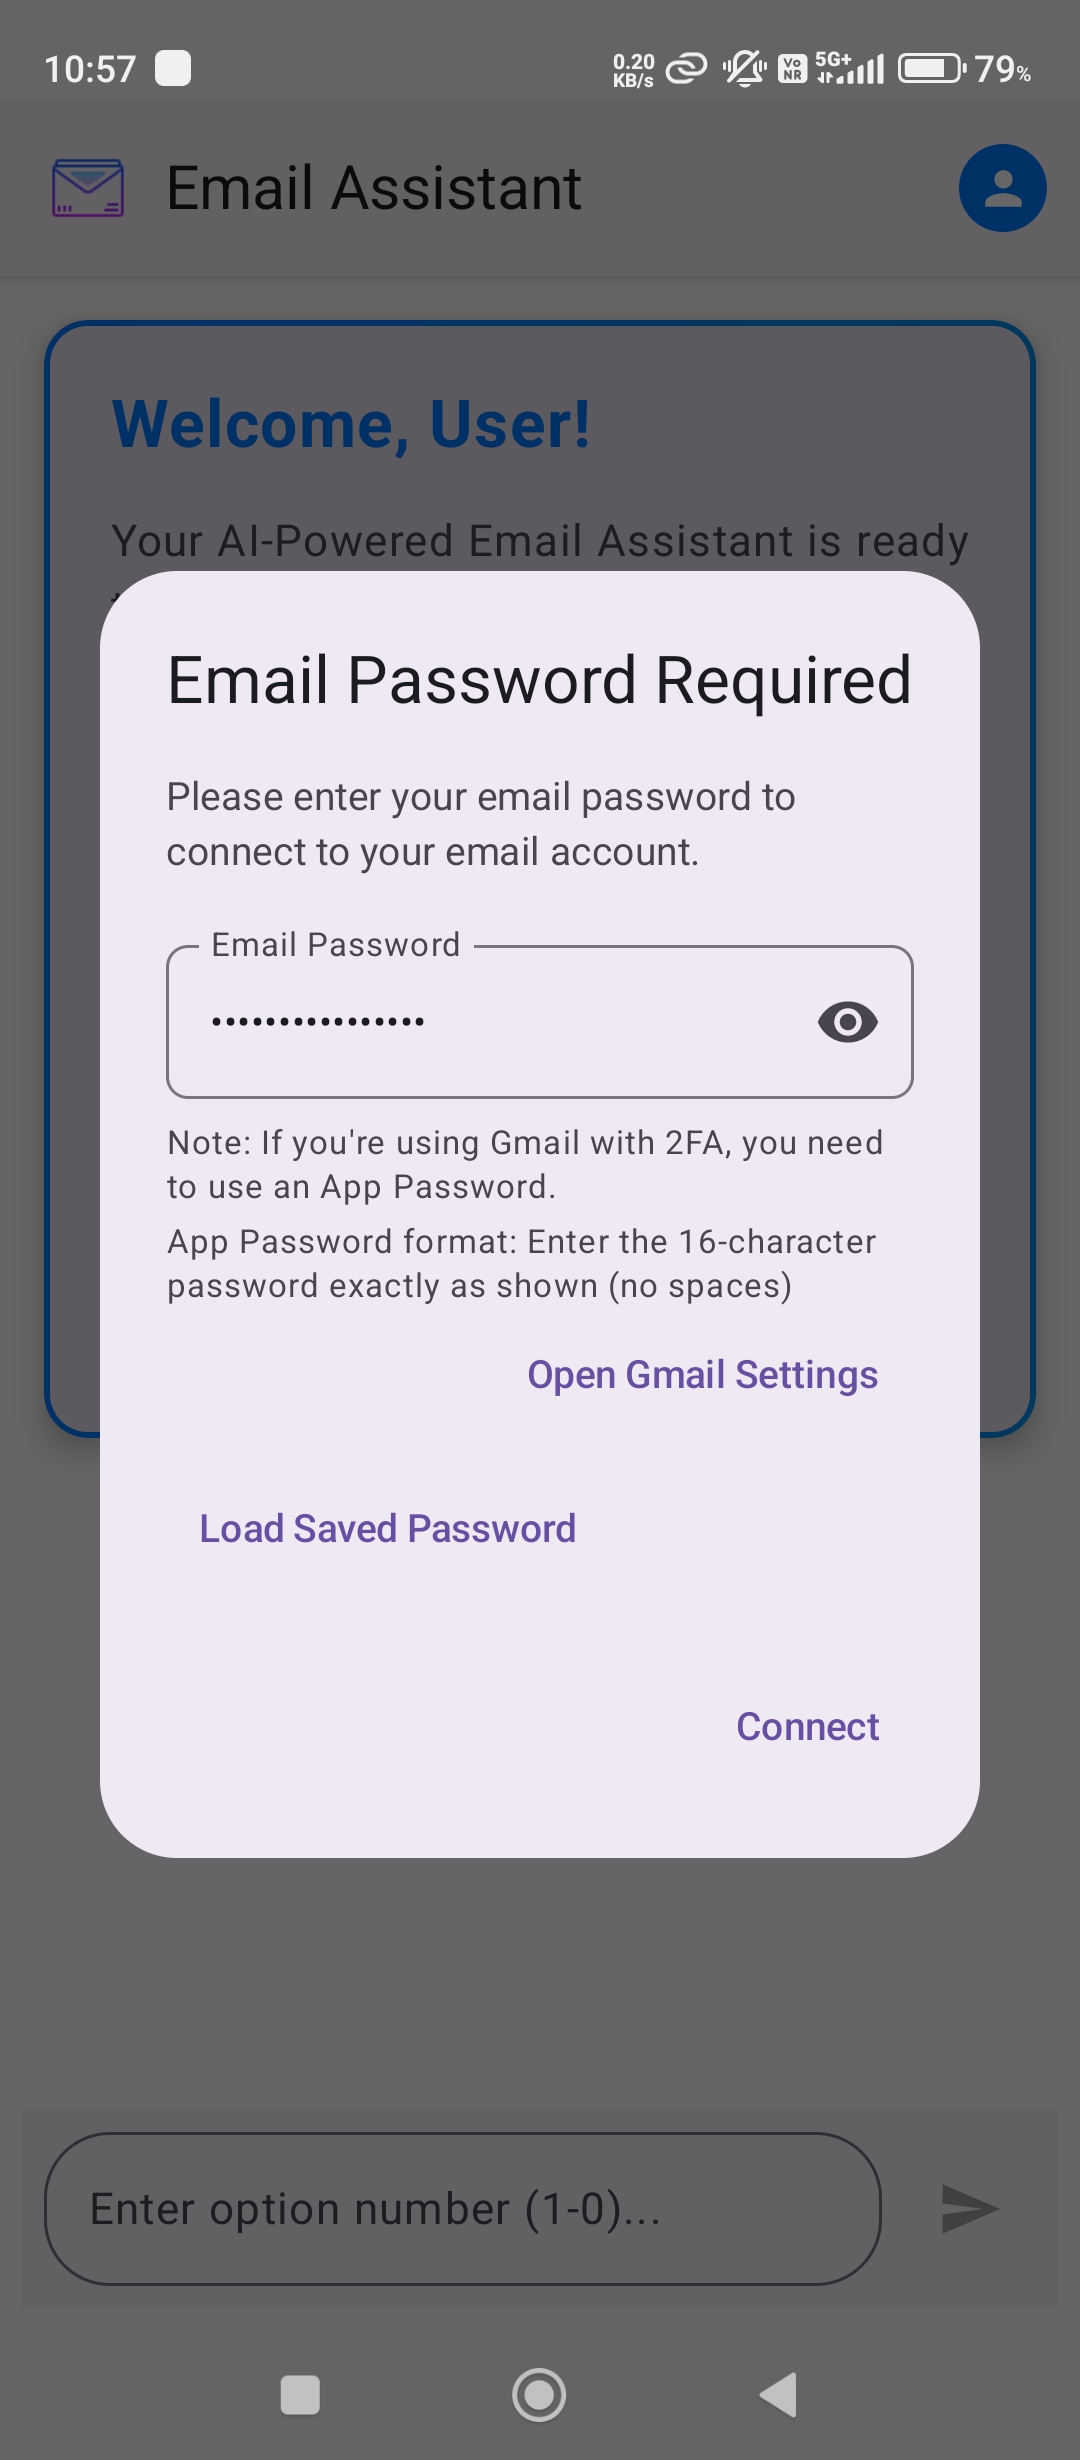 10:57
0.20 KB/s
Vo NR
5G+
79%
Email Assistant
Welcome, User!
Your AI-Powered Email Assistant is ready
Email Password Required
Please enter your email password to
connect to your email account.
Email Password
••••••••••••••••
Note: If you're using Gmail with 2FA, you need
to use an App Password.
App Password format: Enter the 16-character
password exactly as shown (no spaces)
Open Gmail Settings
Load Saved Password
Connect
Enter option number (1-0)...